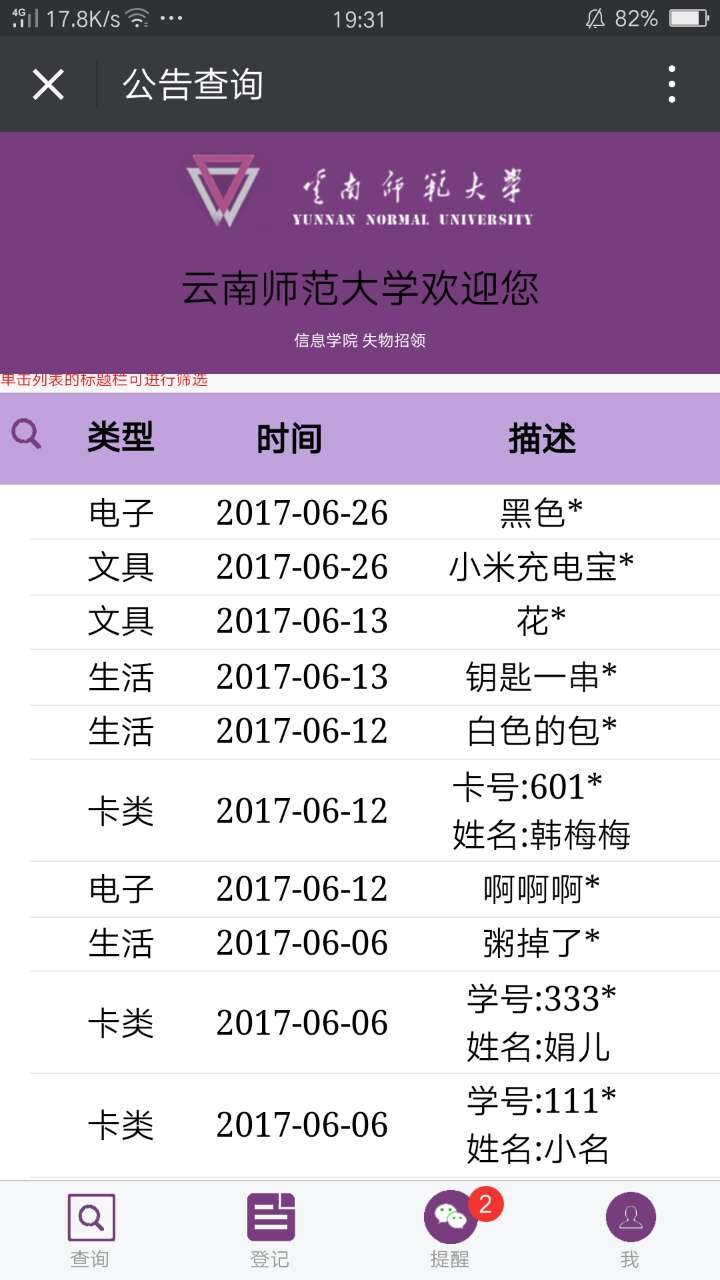 4G 17.8K/s 19:31 82%
公告查询
云南师范大学
YUNNAN NORMAL UNIVERSITY
云南师范大学欢迎您
信息学院 失物招领
单击列表的标题栏可进行筛选
类型 时间 描述
电子 2017-06-26 黑色*
文具 2017-06-26 小米充电宝*
文具 2017-06-13 花*
生活 2017-06-13 钥匙一串*
生活 2017-06-12 白色的包*
卡类 2017-06-12 卡号:601*
姓名:韩梅梅
电子 2017-06-12 啊啊啊*
生活 2017-06-06 粥掉了*
卡类 2017-06-06 学号:333*
姓名:娟儿
卡类 2017-06-06 学号:111*
姓名:小名
2
查询 登记 提醒 我